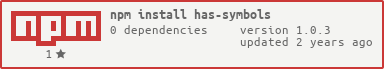 npm
npm install has-symbols
0 dependencies
version 1.0.3
updated 2 years ago
1 ★